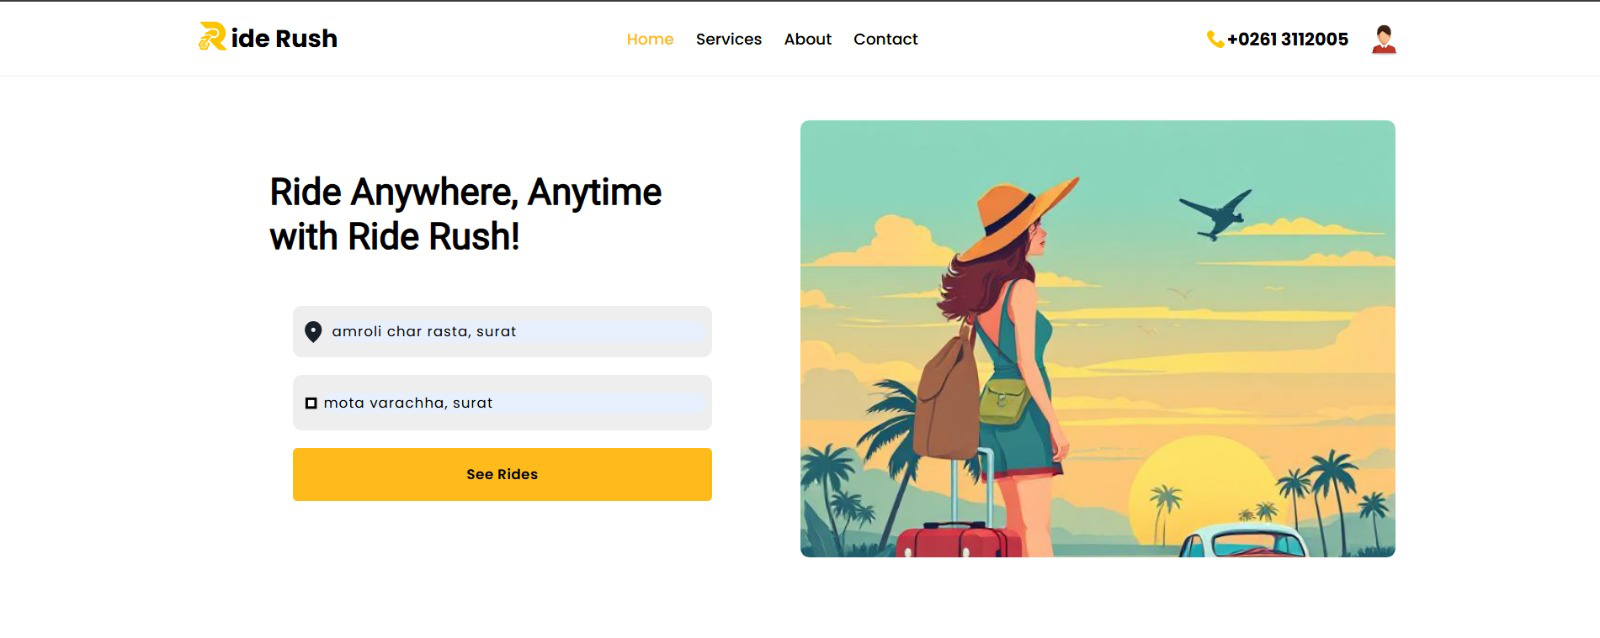 Ride Rush
Home Services About Contact
+0261 3112005
Ride Anywhere, Anytime
with Ride Rush!
amroli char rasta, surat
mota varachha, surat
See Rides